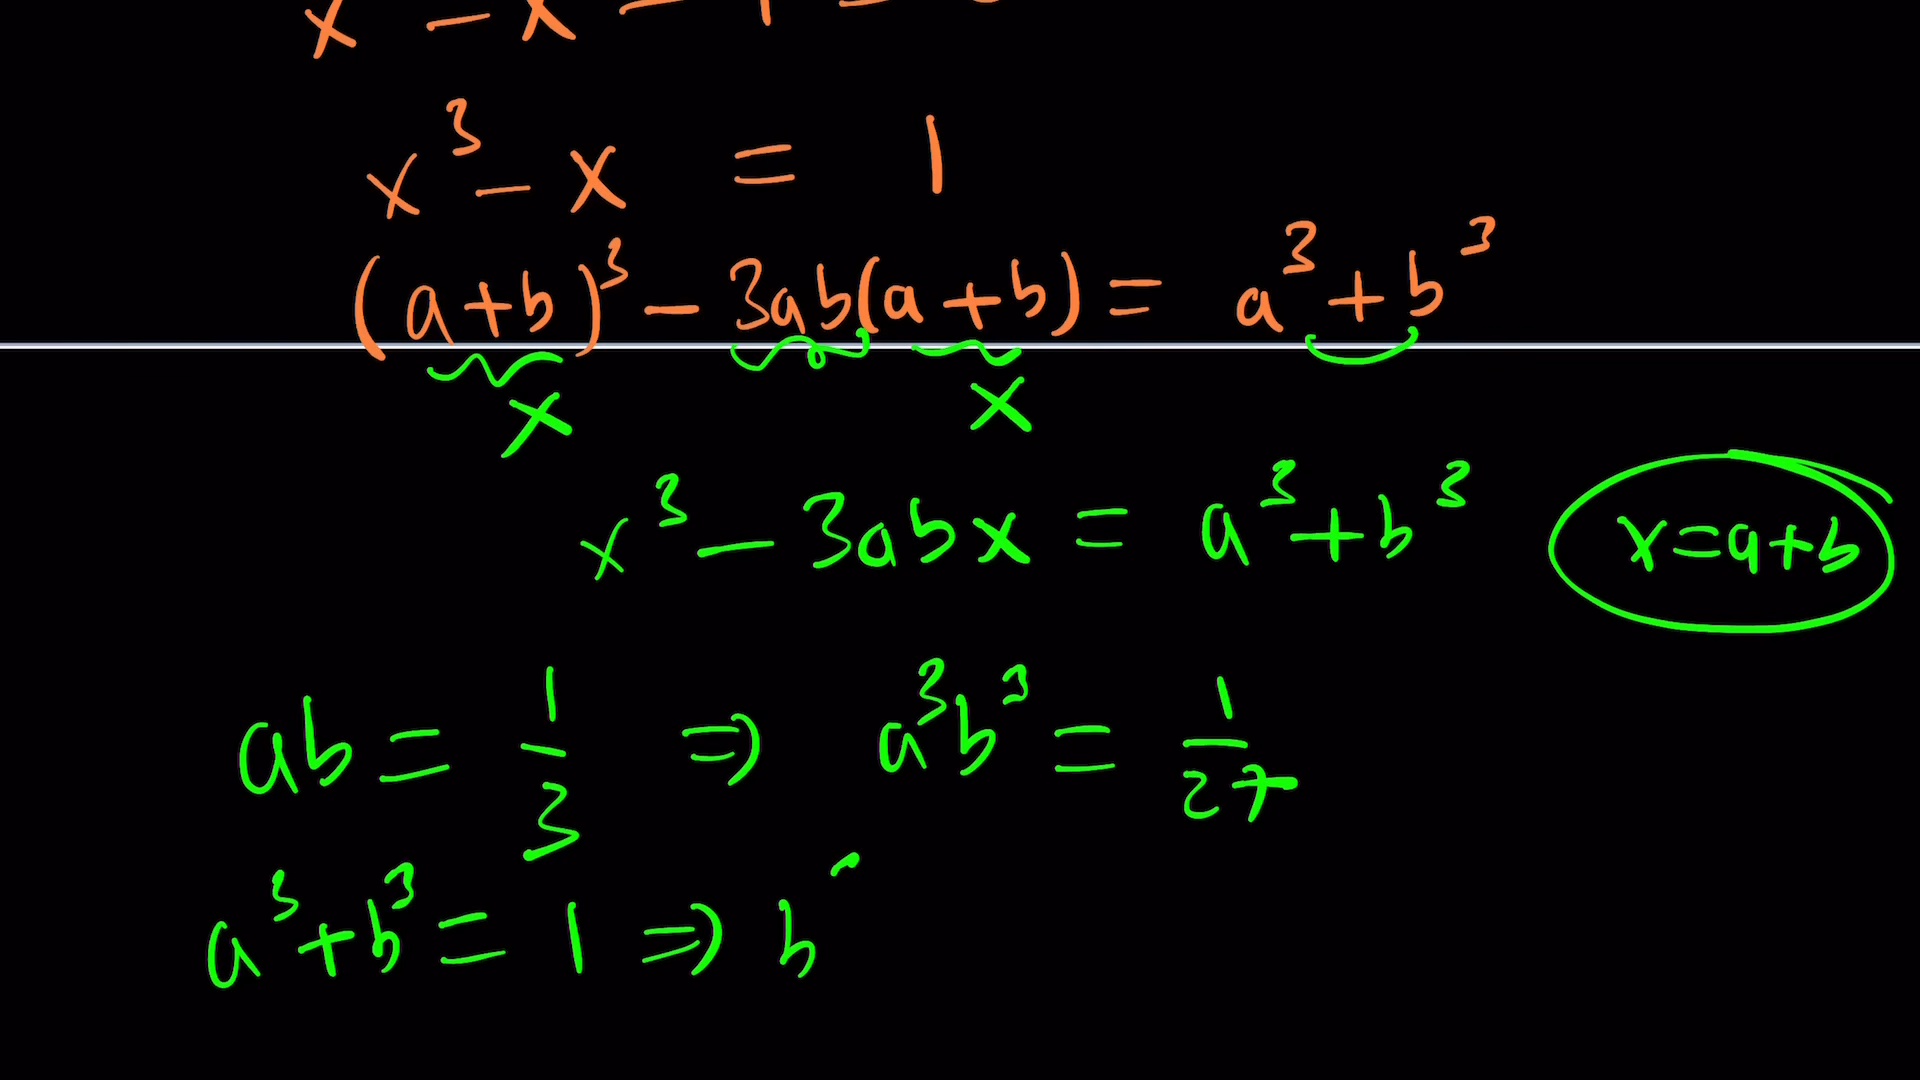 x³ - x = 1
(a+b)³ - 3ab(a+b) = a³+b³
x x
x³ - 3abx = a³+b³ x=a+b
ab = 1/3 ⇒ a³b³ = 1/27
a³+b³ = 1 ⇒ b